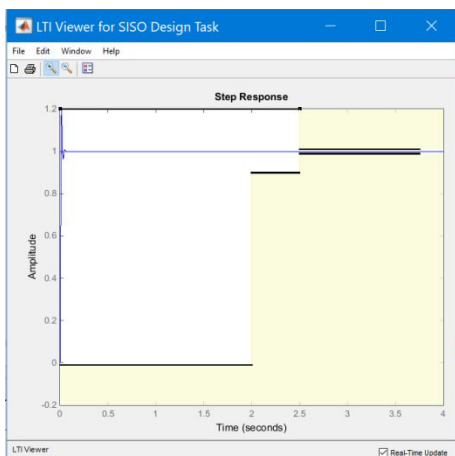 LTI Viewer for SISO Design Task
File Edit Window Help
Step Response
1.2
1
0.8
0.6
0.4
0.2
0
-0.2
Amplitude
0 0.5 1 1.5 2 2.5 3 3.5 4
Time (seconds)
LTI Viewer
Real-Time Update